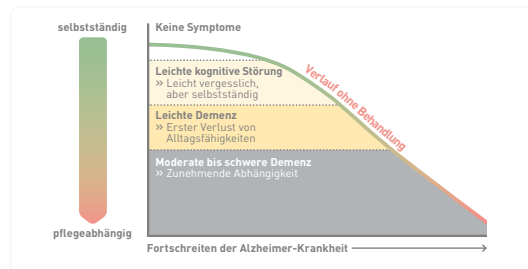 selbstständig
Keine Symptome
Leichte kognitive Störung
» Leicht vergesslich,
aber selbstständig
Verlauf ohne Behandlung
Leichte Demenz
» Erster Verlust von
Alltagsfähigkeiten
Moderate bis schwere Demenz
» Zunehmende Abhängigkeit
pflegeabhängig
Fortschreiten der Alzheimer-Krankheit